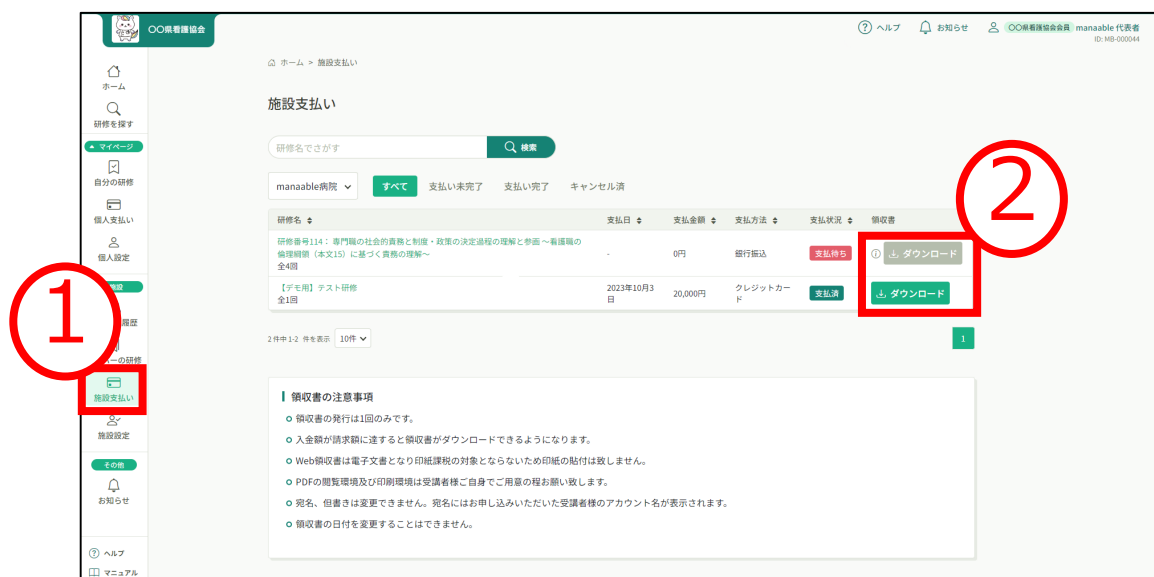 〇〇県看護協会
ヘルプ
お知らせ
〇〇県看護協会会員 manaable 代表者
ID: MB-000044
ホーム > 施設支払い
ホーム
研修を探す
マイページ
自分の研修
個人支払い
個人設定
施設
履歴
ーの研修
施設支払い
施設設定
その他
お知らせ
ヘルプ
マニュアル
1
施設支払い
研修名でさがす
検索
manaable病院
すべて 支払い未完了 支払い完了 キャンセル済
2
研修名 支払日 支払金額 支払方法 支払状況 領収書
研修番号114： 専門職の社会的責務と制度・政策の決定過程の理解と参画 ～看護職の
倫理綱領（本文15）に基づく責務の理解～
全4回
- 0円 銀行振込 支払待ち ダウンロード
【デモ用】テスト研修
全1回
2023年10月3
日
20,000円
クレジットカー
ド
支払済 ダウンロード
2 件中 1-2 件を表示 10件
1
領収書の注意事項
領収書の発行は1回のみです。
入金額が請求額に達すると領収書がダウンロードできるようになります。
Web領収書は電子文書となり印紙課税の対象とならないため印紙の貼付は致しません。
PDFの閲覧環境及び印刷環境は受講者様ご自身でご用意の程お願い致します。
宛名、但書きは変更できません。宛名にはお申し込みいただいた受講者様のアカウント名が表示されます。
領収書の日付を変更することはできません。